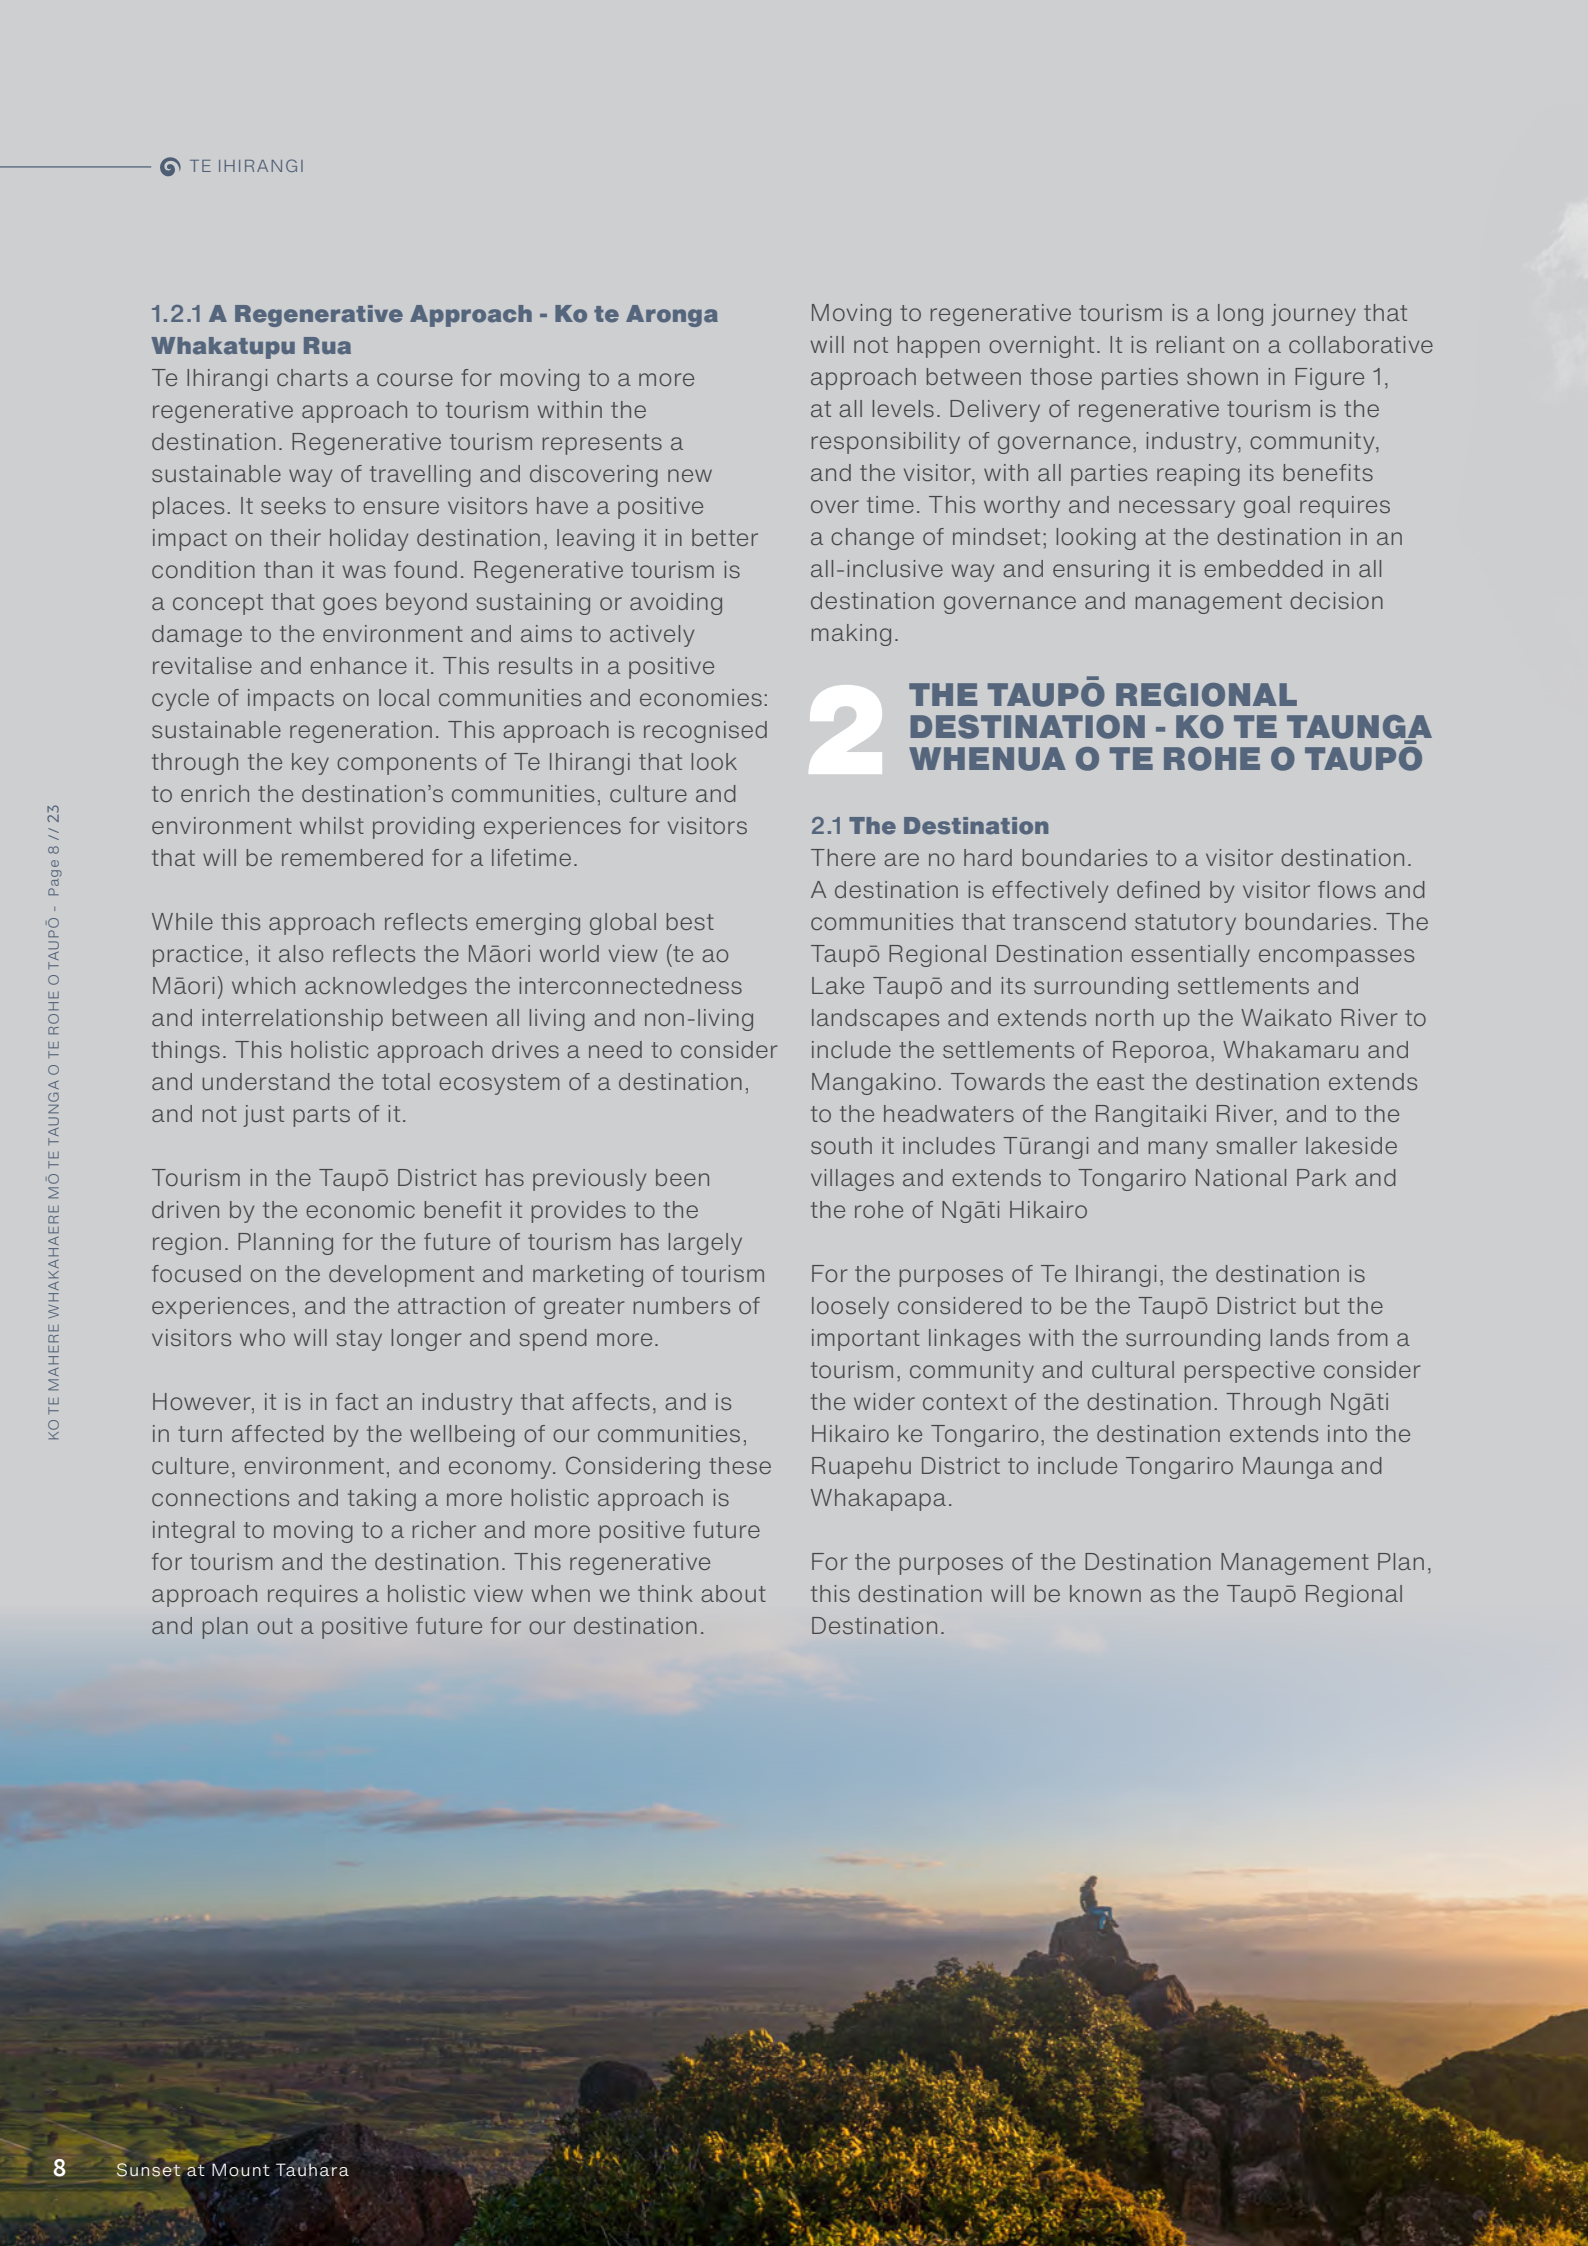 TE IHIRANGI
1.2.1 A Regenerative Approach - Ko te Aronga
Whakatupu Rua
Te Ihirangi charts a course for moving to a more
regenerative approach to tourism within the
destination. Regenerative tourism represents a
sustainable way of travelling and discovering new
places. It seeks to ensure visitors have a positive
impact on their holiday destination, leaving it in better
condition than it was found. Regenerative tourism is
a concept that goes beyond sustaining or avoiding
damage to the environment and aims to actively
revitalise and enhance it. This results in a positive
cycle of impacts on local communities and economies:
sustainable regeneration. This approach is recognised
through the key components of Te Ihirangi that look
to enrich the destination’s communities, culture and
environment whilst providing experiences for visitors
that will be remembered for a lifetime.
While this approach reflects emerging global best
practice, it also reflects the Māori world view (te ao
Māori) which acknowledges the interconnectedness
and interrelationship between all living and non-living
things. This holistic approach drives a need to consider
and understand the total ecosystem of a destination,
and not just parts of it.
Tourism in the Taupō District has previously been
driven by the economic benefit it provides to the
region. Planning for the future of tourism has largely
focused on the development and marketing of tourism
experiences, and the attraction of greater numbers of
visitors who will stay longer and spend more.
However, it is in fact an industry that affects, and is
in turn affected by the wellbeing of our communities,
culture, environment, and economy. Considering these
connections and taking a more holistic approach is
integral to moving to a richer and more positive future
for tourism and the destination. This regenerative
approach requires a holistic view when we think about
and plan out a positive future for our destination.
Moving to regenerative tourism is a long journey that
will not happen overnight. It is reliant on a collaborative
approach between those parties shown in Figure 1,
at all levels. Delivery of regenerative tourism is the
responsibility of governance, industry, community,
and the visitor, with all parties reaping its benefits
over time. This worthy and necessary goal requires
a change of mindset; looking at the destination in an
all-inclusive way and ensuring it is embedded in all
destination governance and management decision
making.
2
THE TAUPŌ REGIONAL
DESTINATION - KO TE TAUNGA
WHENUA O TE ROHE O TAUPŌ
2.1 The Destination
There are no hard boundaries to a visitor destination.
A destination is effectively defined by visitor flows and
communities that transcend statutory boundaries. The
Taupō Regional Destination essentially encompasses
Lake Taupō and its surrounding settlements and
landscapes and extends north up the Waikato River to
include the settlements of Reporoa, Whakamaru and
Mangakino. Towards the east the destination extends
to the headwaters of the Rangitaiki River, and to the
south it includes Tūrangi and many smaller lakeside
villages and extends to Tongariro National Park and
the rohe of Ngāti Hikairo
For the purposes of Te Ihirangi, the destination is
loosely considered to be the Taupō District but the
important linkages with the surrounding lands from a
tourism, community and cultural perspective consider
the wider context of the destination. Through Ngāti
Hikairo ke Tongariro, the destination extends into the
Ruapehu District to include Tongariro Maunga and
Whakapapa.
For the purposes of the Destination Management Plan,
this destination will be known as the Taupō Regional
Destination.
KO TE MAHERE WHAKAHAERE MŌ TE TAUNGA O TE ROHE O TAUPŌ - Page 8 // 23
8
Sunset at Mount Tauhara